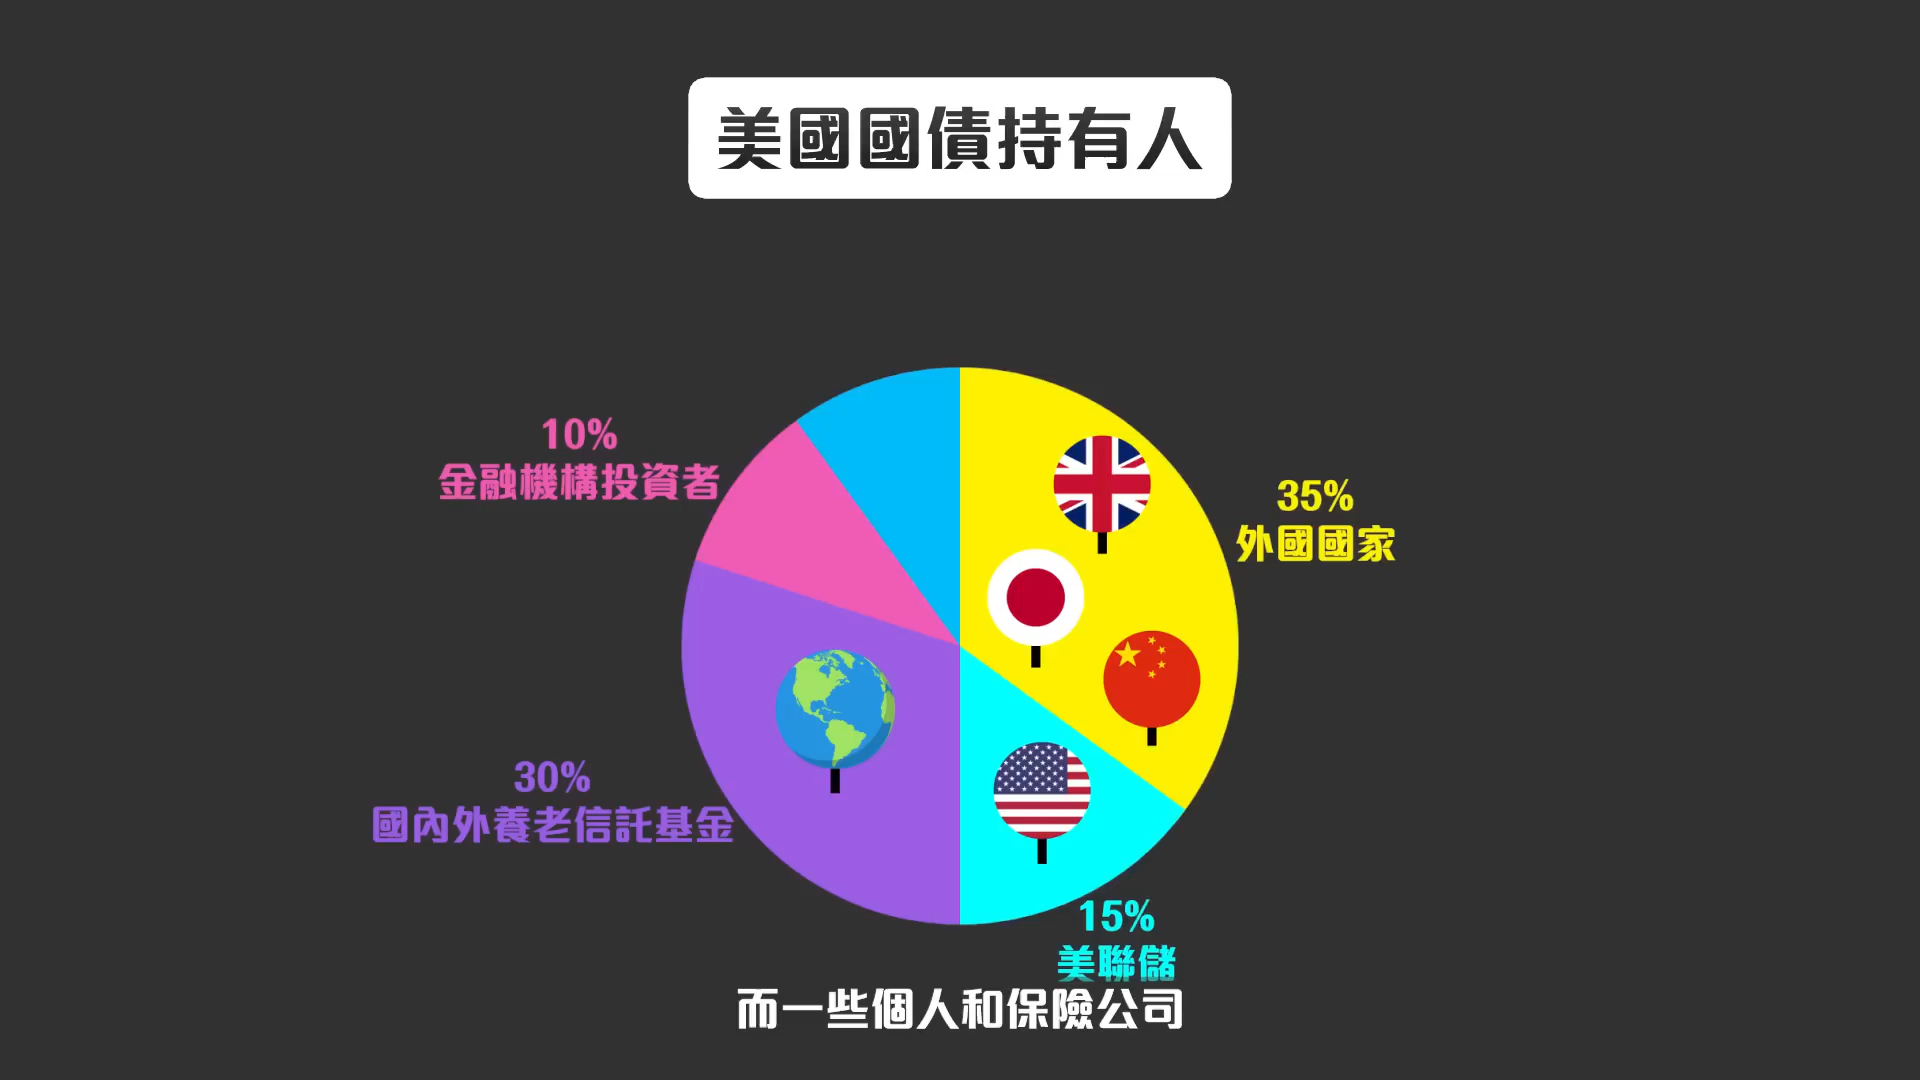 美國國債持有人
10%
金融機構投資者
35%
外國國家
30%
國內外養老信託基金
15%
美聯儲
而一些個人和保險公司